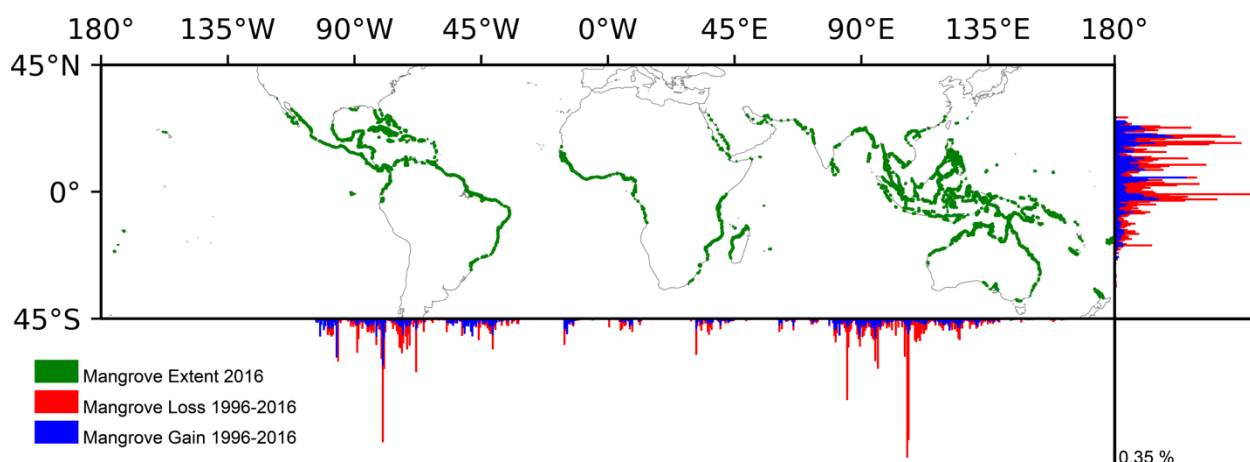 180° 135°W 90°W 45°W 0°W 45°E 90°E 135°E 180°
45°N
0°
45°S
Mangrove Extent 2016
Mangrove Loss 1996-2016
Mangrove Gain 1996-2016
0.35 %